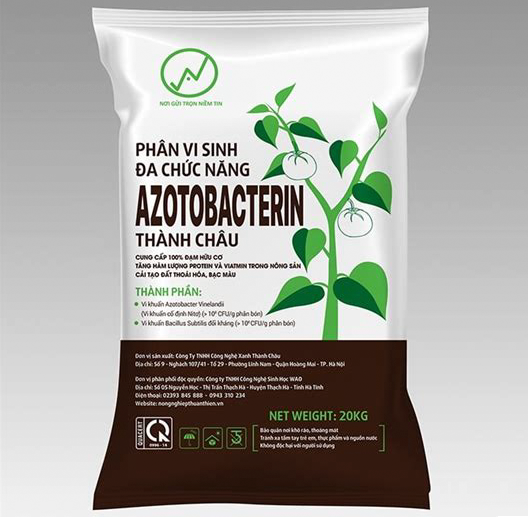 NƠI GỬI TRỌN NIỀM TIN
PHÂN VI SINH
ĐA CHỨC NĂNG
AZOTOBACTERIN
THÀNH CHÂU
CUNG CẤP 100% ĐẠM HỮU CƠ
TĂNG HÀM LƯỢNG PROTEIN VÀ VIATMIN TRONG NÔNG SẢN
CẢI TẠO ĐẤT THOÁI HÓA, BẠC MÀU
THÀNH PHẦN:
• Vi khuẩn Azotobacter Vinelandii
(Vi khuẩn cố định Nitơ) (> 10⁸ CFU/g phân bón)
• Vi khuẩn Bacillus Subtilis đối kháng (> 10⁸ CFU/g phân bón)
Đơn vị sản xuất: Công Ty TNHH Công Nghệ Xanh Thành Châu
Địa chỉ: Số 9 - Nghách 107/41 - Tổ 29 - Phường Lĩnh Nam - Quận Hoàng Mai - TP. Hà Nội
Đơn vị phân phối độc quyền: Công ty TNHH Công Nghệ Sinh Học WAO
Địa chỉ: Số 05 Nguyễn Học - Thị Trấn Thạch Hà - Huyện Thạch Hà - Tỉnh Hà Tĩnh
Điện thoại: 02393 845 888 - 0943 310 234
Website: nongnghiepthuanthien.vn
NET WEIGHT: 20KG
• Bảo quản nơi khô ráo, thoáng mát
• Tránh xa tầm tay trẻ em, thực phẩm và nguồn nước
• Không độc hại với người sử dụng
QUACERT